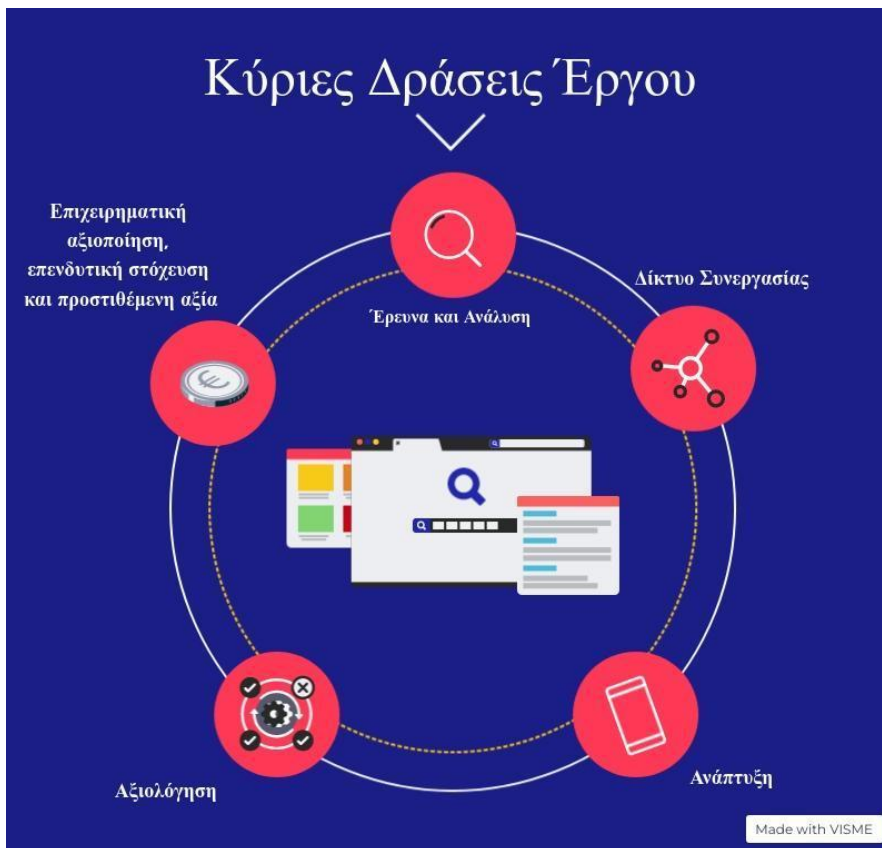 Κύριες Δράσεις Έργου
Έρευνα και Ανάλυση
Δίκτυο Συνεργασίας
Ανάπτυξη
Αξιολόγηση
Επιχειρηματική
αξιοποίηση,
επενδυτική στόχευση
και προστιθέμενη αξία
Made with VISME